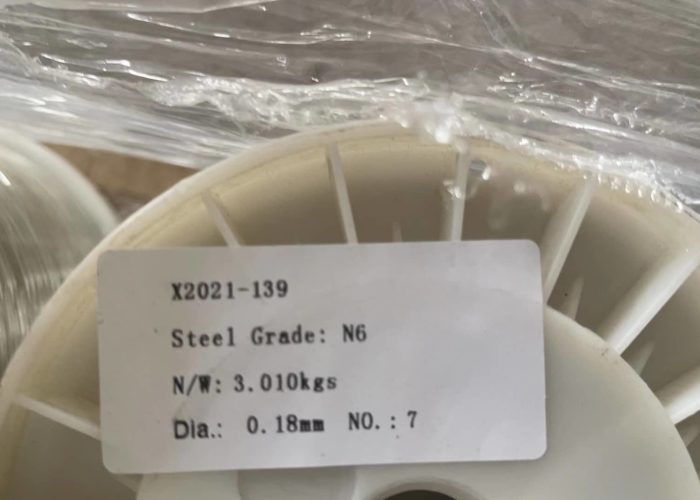 X2021-139
Steel Grade: N6
N/W: 3.010kgs
Dia.: 0.18mm NO.: 7